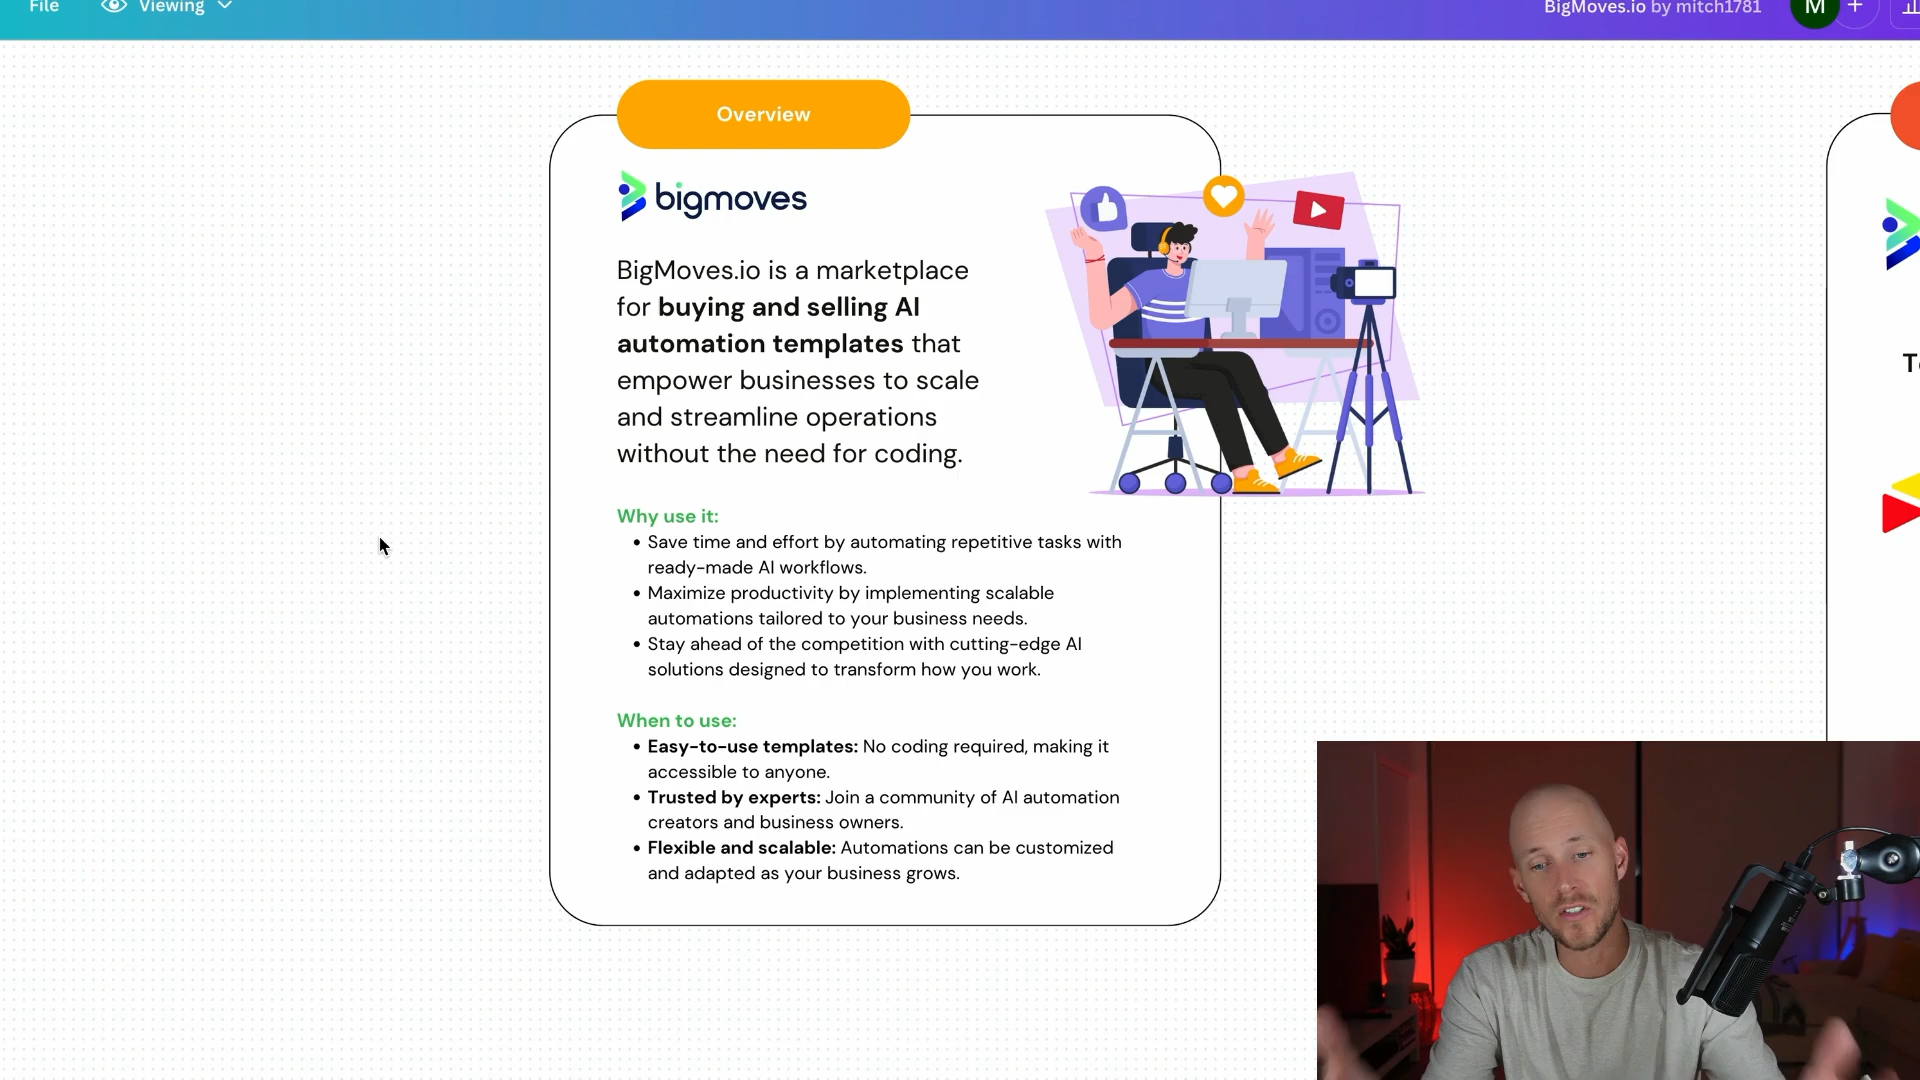 File
Viewing
BigMoves.io by mitch1781
M
+
Overview
bigmoves
BigMoves.io is a marketplace
for buying and selling AI
automation templates that
empower businesses to scale
and streamline operations
without the need for coding.
Why use it:
• Save time and effort by automating repetitive tasks with
ready-made AI workflows.
• Maximize productivity by implementing scalable
automations tailored to your business needs.
• Stay ahead of the competition with cutting-edge AI
solutions designed to transform how you work.
When to use:
• Easy-to-use templates: No coding required, making it
accessible to anyone.
• Trusted by experts: Join a community of AI automation
creators and business owners.
• Flexible and scalable: Automations can be customized
and adapted as your business grows.